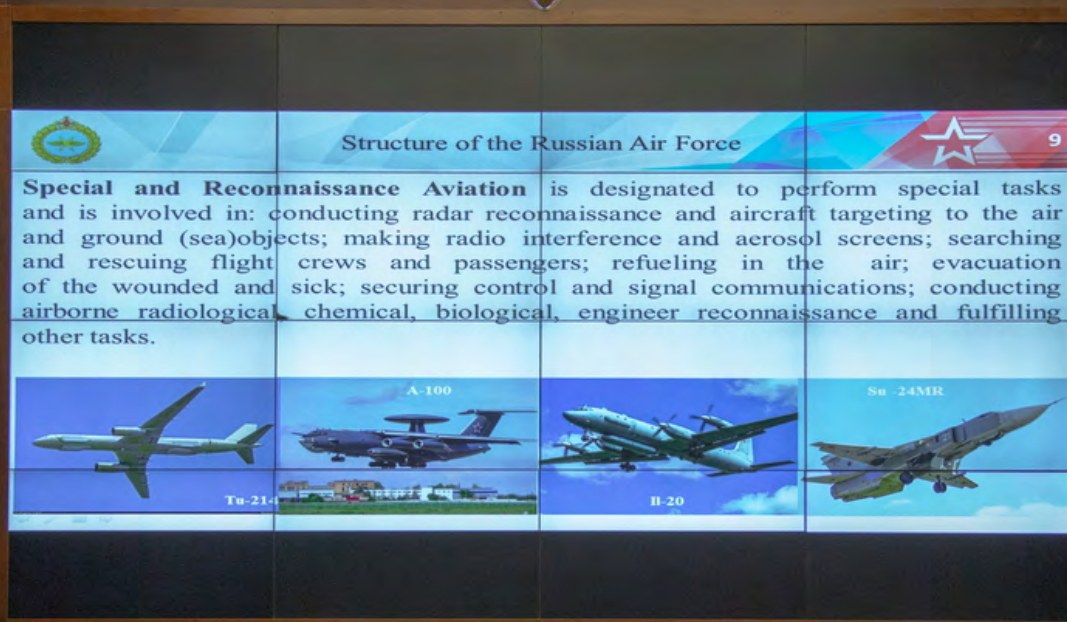 Structure of the Russian Air Force
9
Special and Reconnaissance Aviation is designated to perform special tasks
and is involved in: conducting radar reconnaissance and aircraft targeting to the air
and ground (sea)objects; making radio interference and aerosol screens; searching
and rescuing flight crews and passengers; refueling in the air; evacuation
of the wounded and sick; securing control and signal communications; conducting
airborne radiological, chemical, biological, engineer reconnaissance and fulfilling
other tasks.
A-100
Su -24MR
Tu-214
Il-20